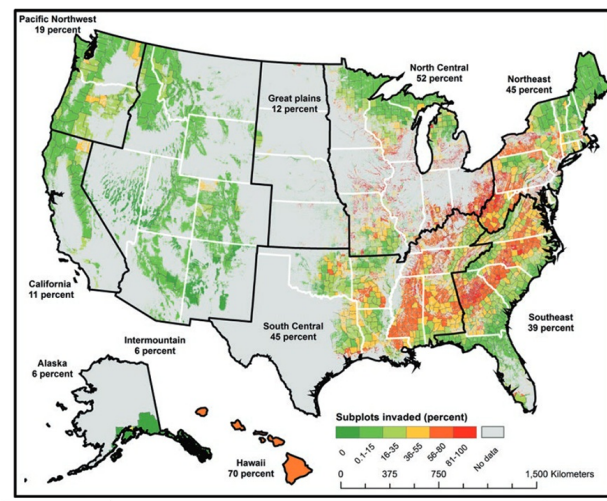 Pacific Northwest
19 percent
North Central
52 percent
Northeast
45 percent
Great plains
12 percent
California
11 percent
Intermountain
6 percent
South Central
45 percent
Southeast
39 percent
Alaska
6 percent
Hawaii
70 percent
Subplots invaded (percent)
0
0.1-15
16-35
36-55
56-80
81-100
No data
0 375 750 1,500 Kilometers